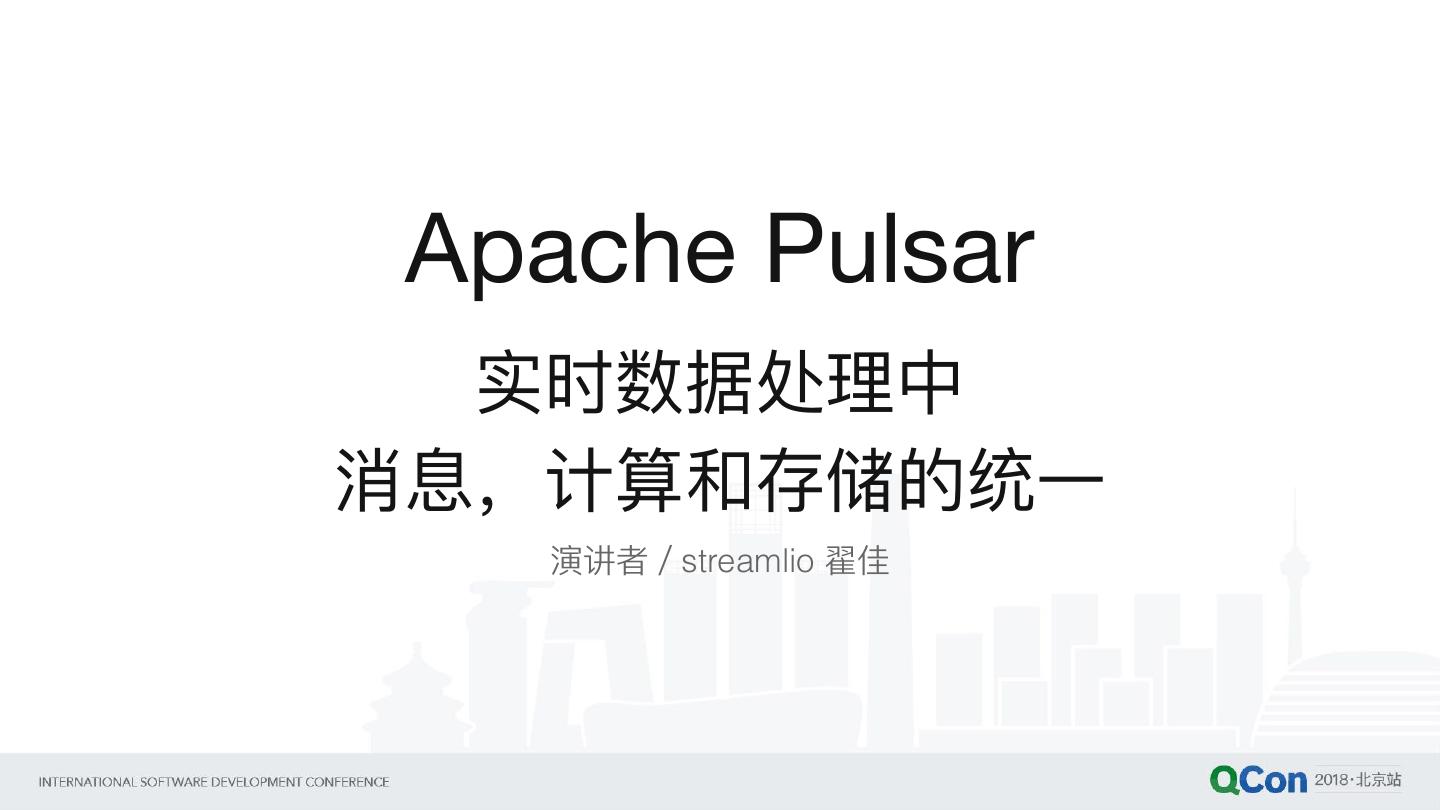 Apache Pulsar
实时数据处理中
消息，计算和存储的统一
演讲者 / streamlio 翟佳
INTERNATIONAL SOFTWARE DEVELOPMENT CONFERENCE
QCon 2018·北京站